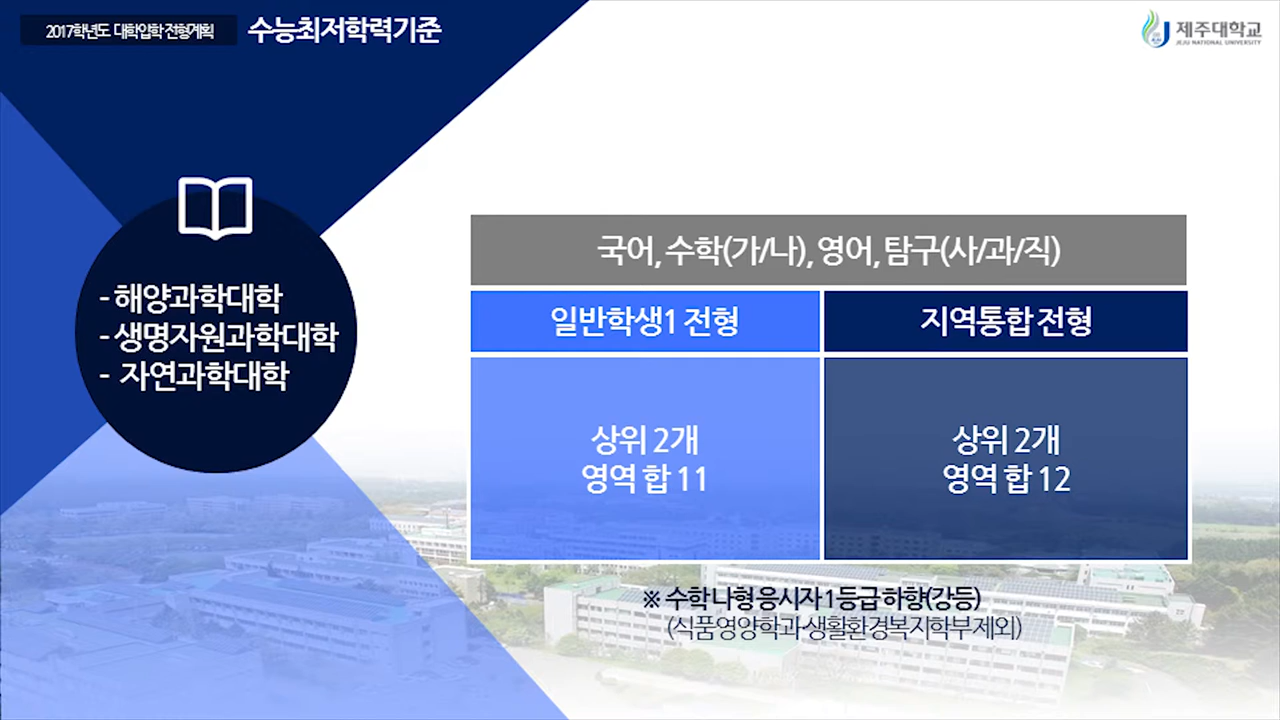 2017학년도 대학입학 전형계획 수능최저학력기준
제주대학교
JEJU NATIONAL UNIVERSITY
- 해양과학대학
- 생명자원과학대학
- 자연과학대학
국어, 수학(가/나), 영어, 탐구(사/과/직)
일반학생1 전형
지역통합 전형
상위 2개
영역 합 11
상위 2개
영역 합 12
※ 수학 나형 응시자 1등급 하향(강등)
(식품영양학과·생활환경복지학부 제외)